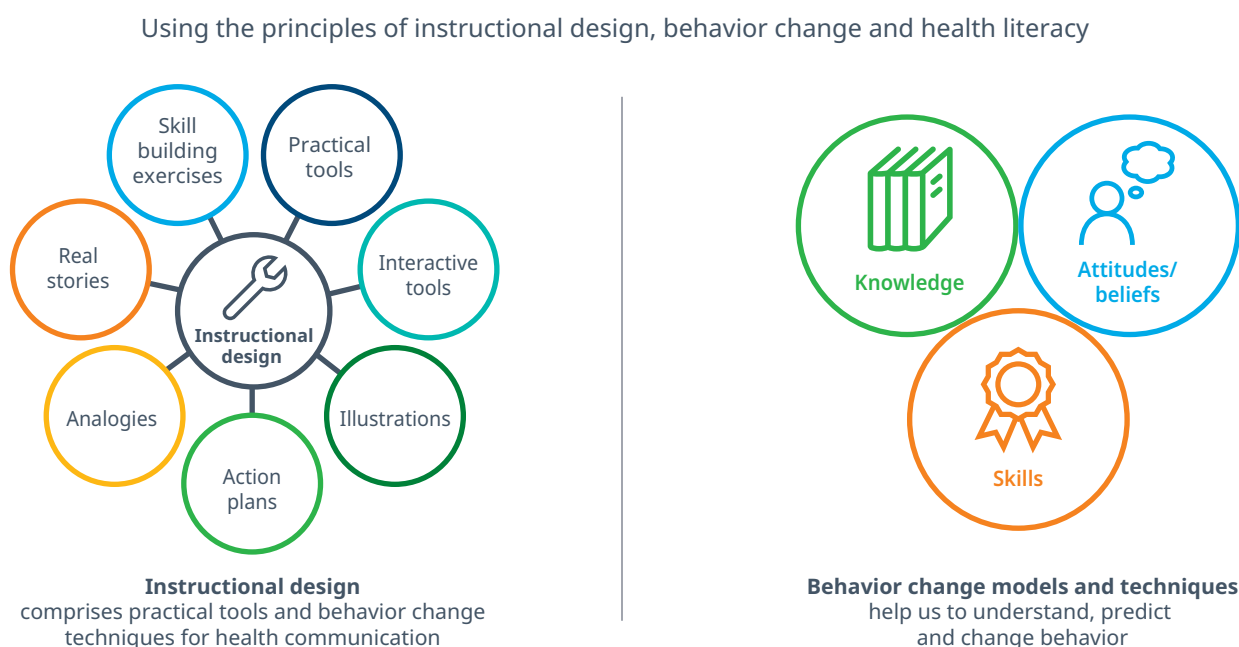 Using the principles of instructional design, behavior change and health literacy
Skill
building
exercises
Practical
tools
Real
stories
Interactive
tools
Instructional
design
Analogies
Illustrations
Action
plans
Instructional design
comprises practical tools and behavior change
techniques for health communication
Knowledge
Attitudes/
beliefs
Skills
Behavior change models and techniques
help us to understand, predict
and change behavior